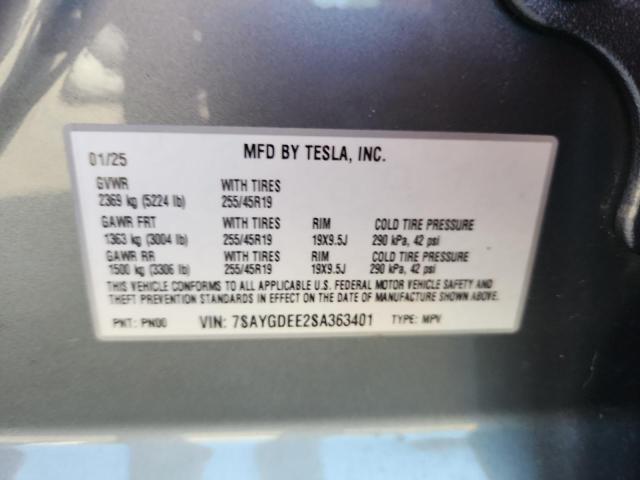 01/25 MFD BY TESLA, INC.
GVWR WITH TIRES
2369 kg (5224 lb) 255/45R19
GAWR FRT WITH TIRES RIM COLD TIRE PRESSURE
1363 kg (3004 lb) 255/45R19 19X9.5J 290 kPa, 42 psi
GAWR RR WITH TIRES RIM COLD TIRE PRESSURE
1500 kg (3306 lb) 255/45R19 19X9.5J 290 kPa, 42 psi
THIS VEHICLE CONFORMS TO ALL APPLICABLE U.S. FEDERAL MOTOR VEHICLE SAFETY AND
THEFT PREVENTION STANDARDS IN EFFECT ON THE DATE OF MANUFACTURE SHOWN ABOVE.
PNT: PN00 VIN: 7SAYGDEE2SA363401 TYPE: MPV